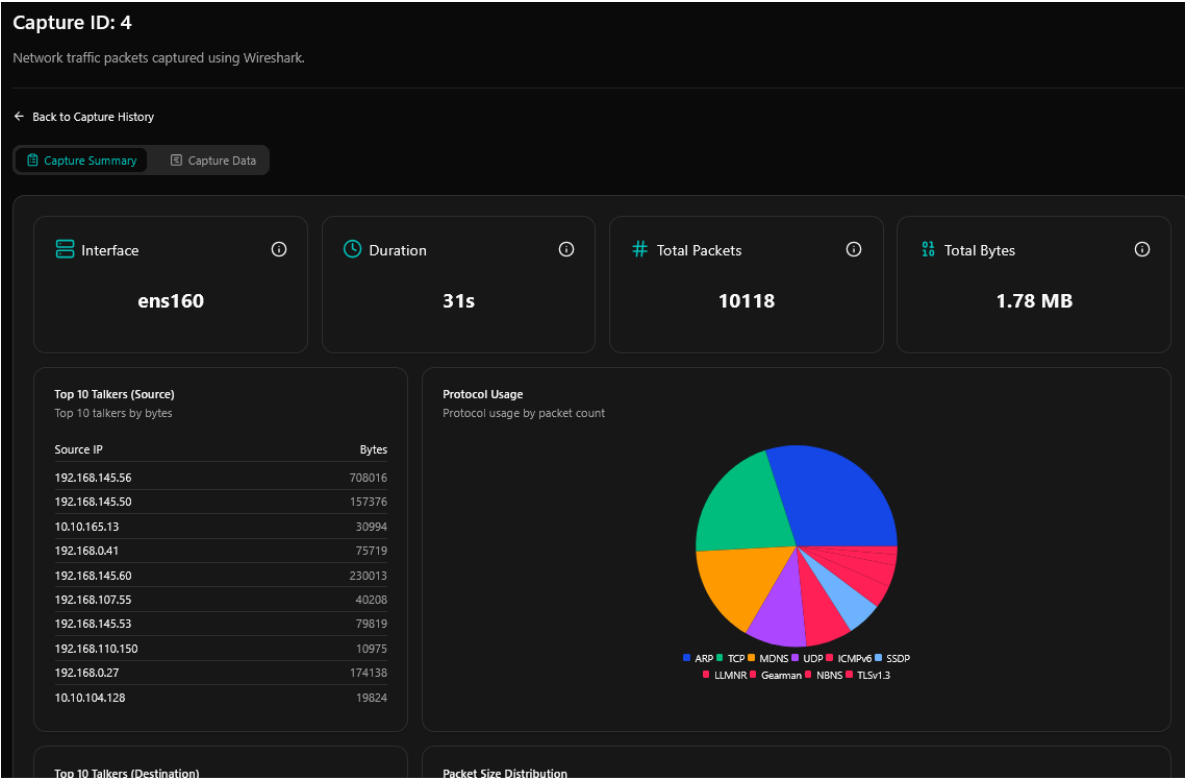 Capture ID: 4
Network traffic packets captured using Wireshark.
Back to Capture History
Capture Summary Capture Data
Interface
ens160
Duration
31s
Total Packets
10118
01
10
Total Bytes
1.78 MB
Top 10 Talkers (Source)
Top 10 talkers by bytes
Source IP Bytes
192.168.145.56 708016
192.168.145.50 157376
10.10.165.13 30994
192.168.0.41 75719
192.168.145.60 230013
192.168.107.55 40208
192.168.145.53 79819
192.168.110.150 10975
192.168.0.27 174138
10.10.104.128 19824
Protocol Usage
Protocol usage by packet count
ARP TCP MDNS UDP ICMPv6 SSDP
LLMNR Gearman NBNS TLSv1.3
Top 10 Talkers (Destination)
Packet Size Distribution